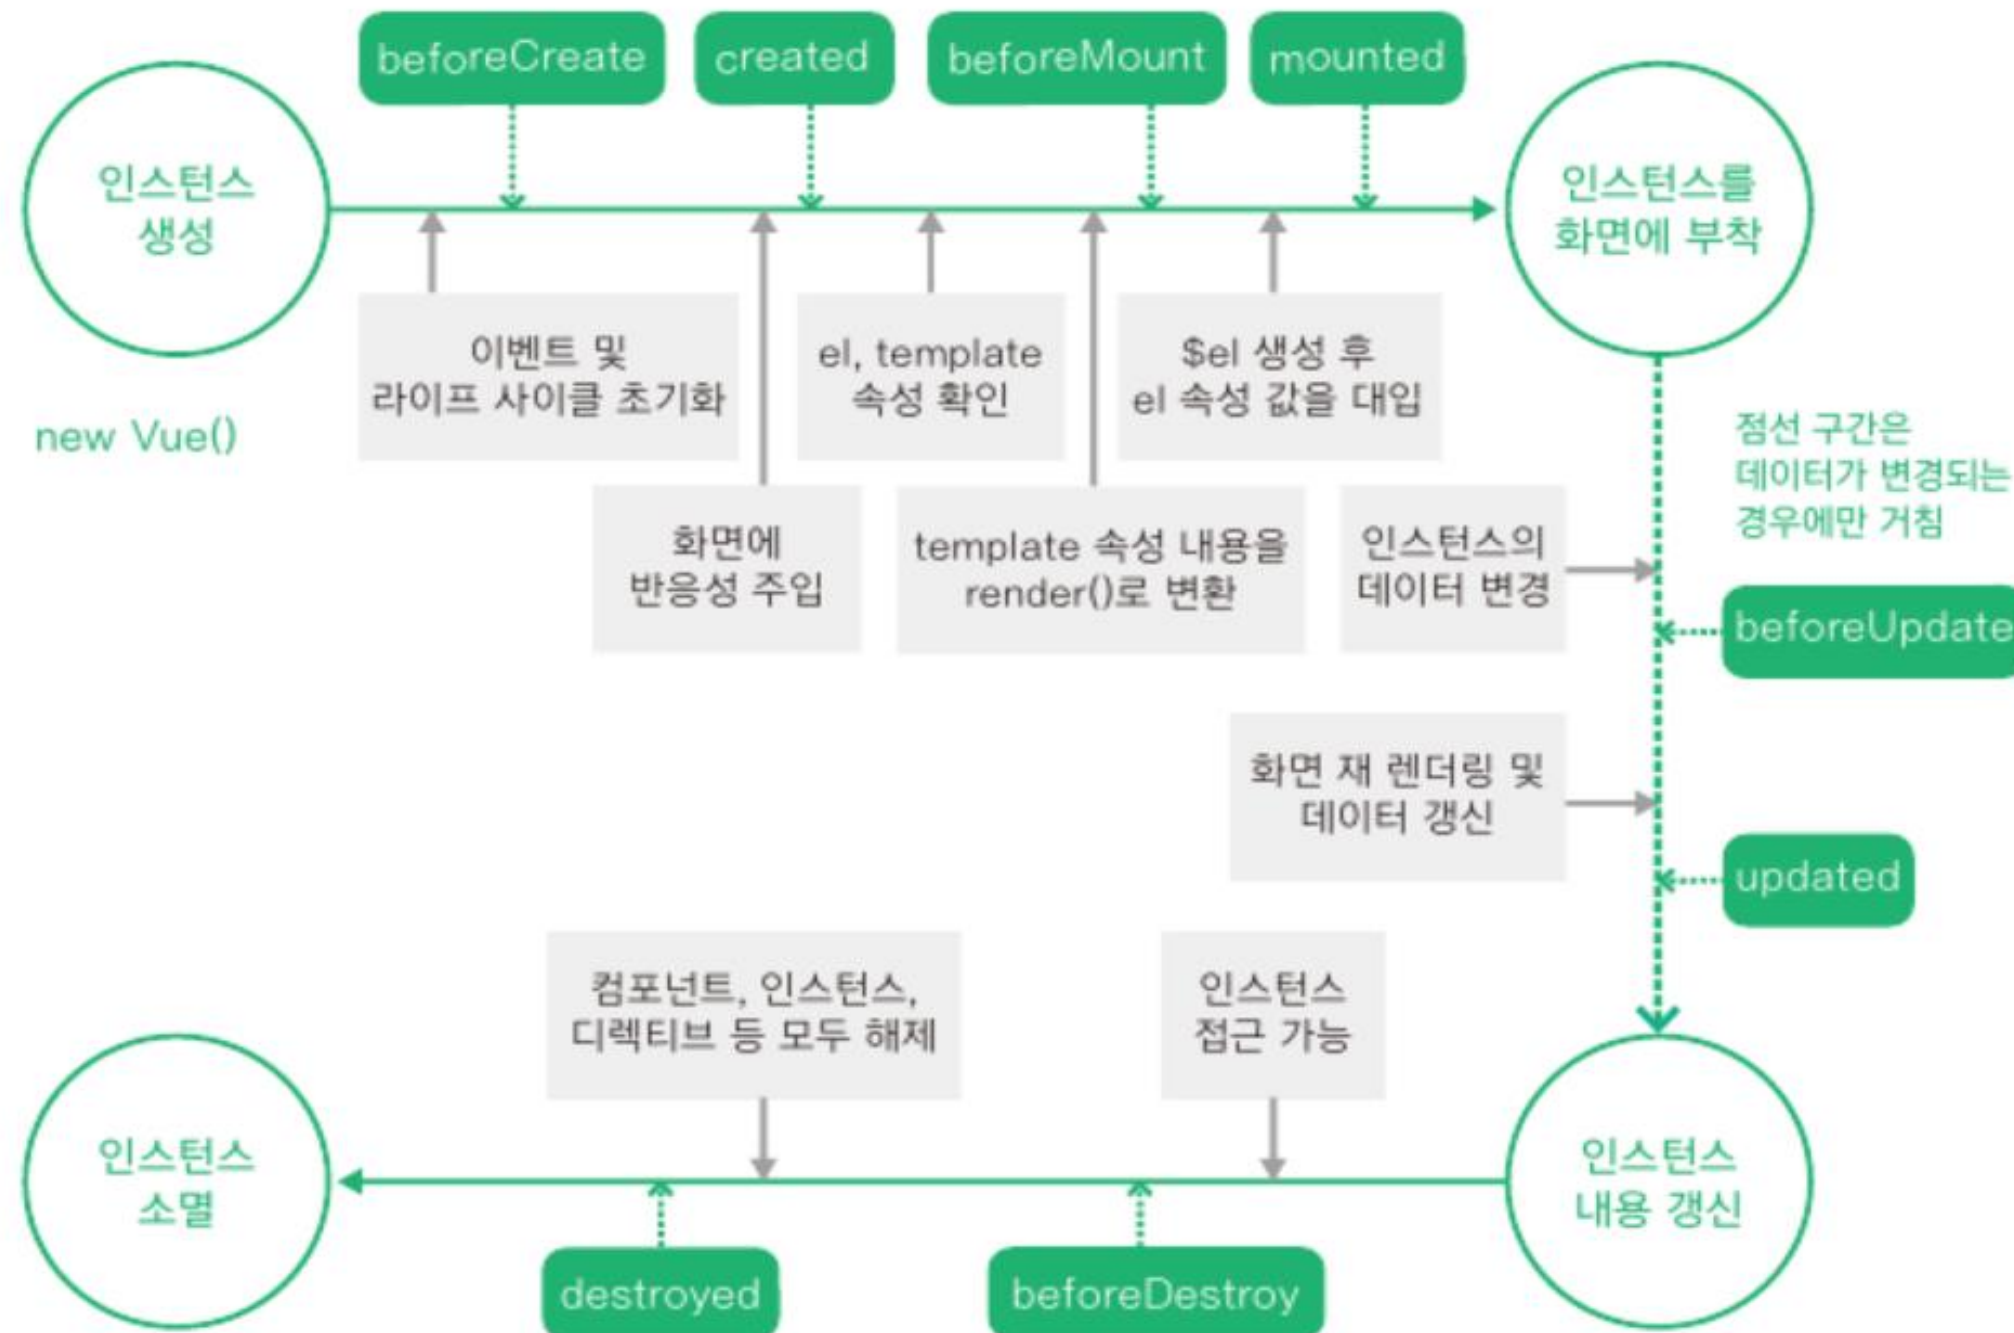 beforeCreate
created
beforeMount
mounted
인스턴스
생성
인스턴스를
화면에 부착
이벤트 및
라이프 사이클 초기화
el, template
속성 확인
$el 생성 후
el 속성 값을 대입
new Vue()
점선 구간은
데이터가 변경되는
경우에만 거침
화면에
반응성 주입
template 속성 내용을
render()로 변환
인스턴스의
데이터 변경
beforeUpdate
화면 재 렌더링 및
데이터 갱신
updated
컴포넌트, 인스턴스,
디렉티브 등 모두 해제
인스턴스
접근 가능
인스턴스
소멸
인스턴스
내용 갱신
destroyed
beforeDestroy